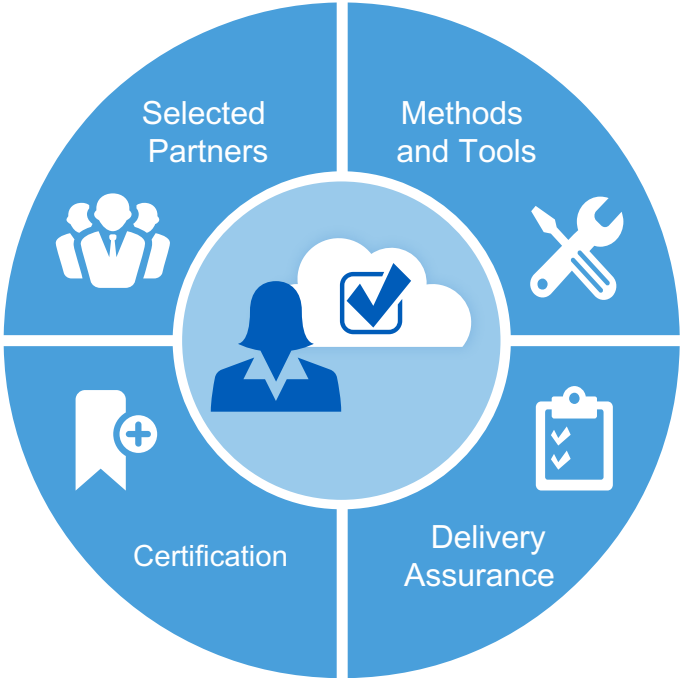 Selected
Partners
Methods
and Tools
Certification
Delivery
Assurance